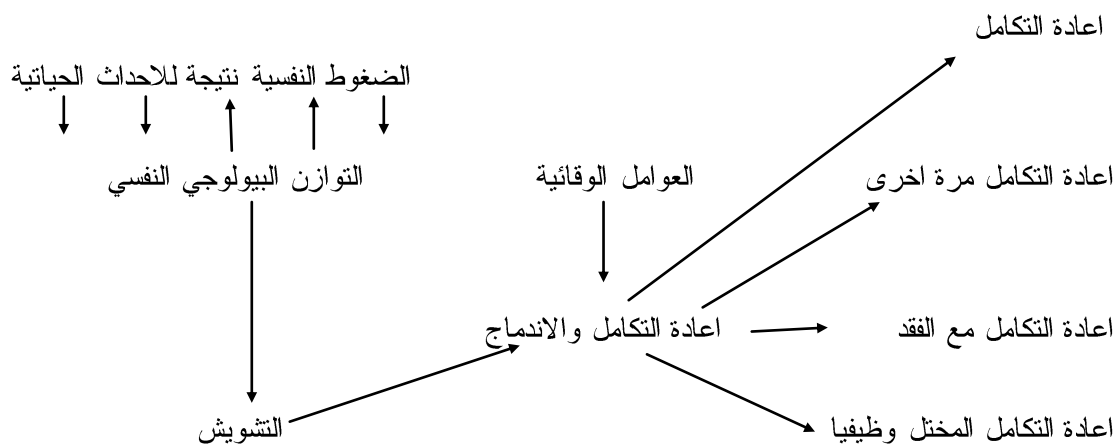 اعادة التكامل
الضغوط النفسية نتيجة للاحداث الحياتية
اعادة التكامل مرة اخرى
العوامل الوقائية
التوازن البيولوجي النفسي
اعادة التكامل مع الفقد
اعادة التكامل والاندماج
اعادة التكامل المختل وظيفيا
التشويش